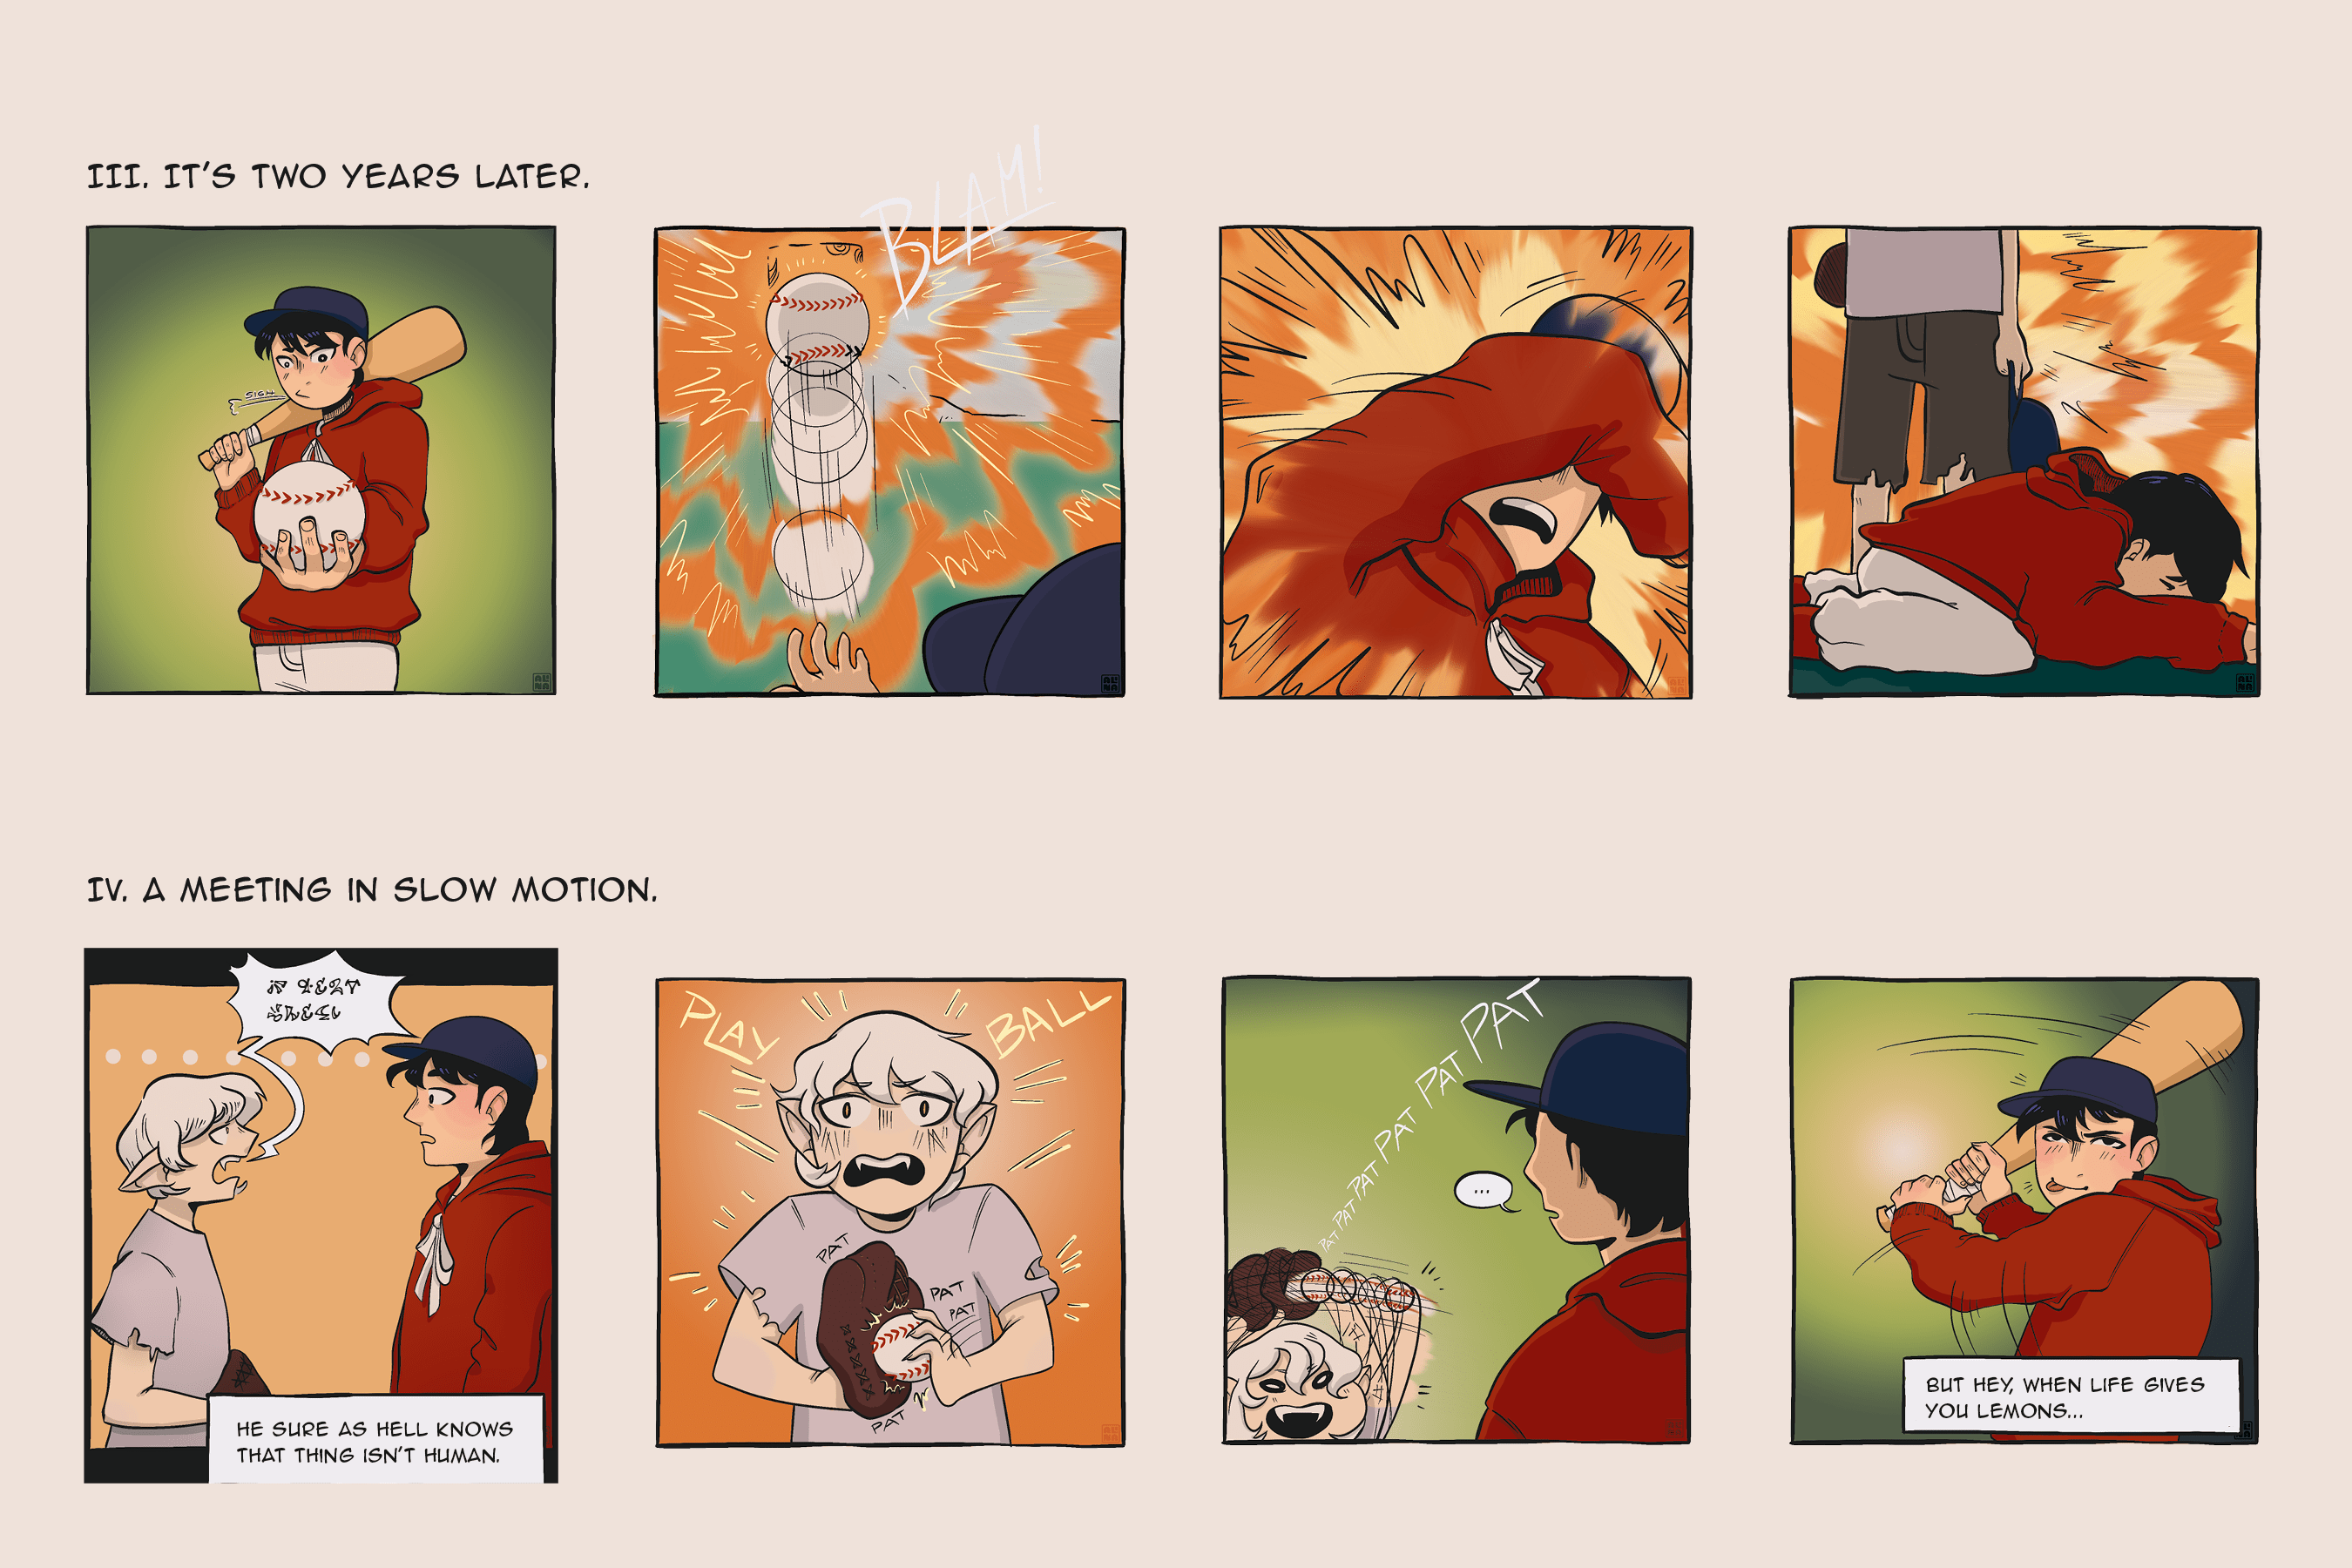 III. IT'S TWO YEARS LATER.
SIGH
BLAM!
IV. A MEETING IN SLOW MOTION.
HE SURE AS HELL KNOWS
THAT THING ISN'T HUMAN.
PLAY BALL
PAT
PAT
PAT
PAT
PAT PAT PAT PAT PAT PAT PAT
...
BUT HEY, WHEN LIFE GIVES
YOU LEMONS...